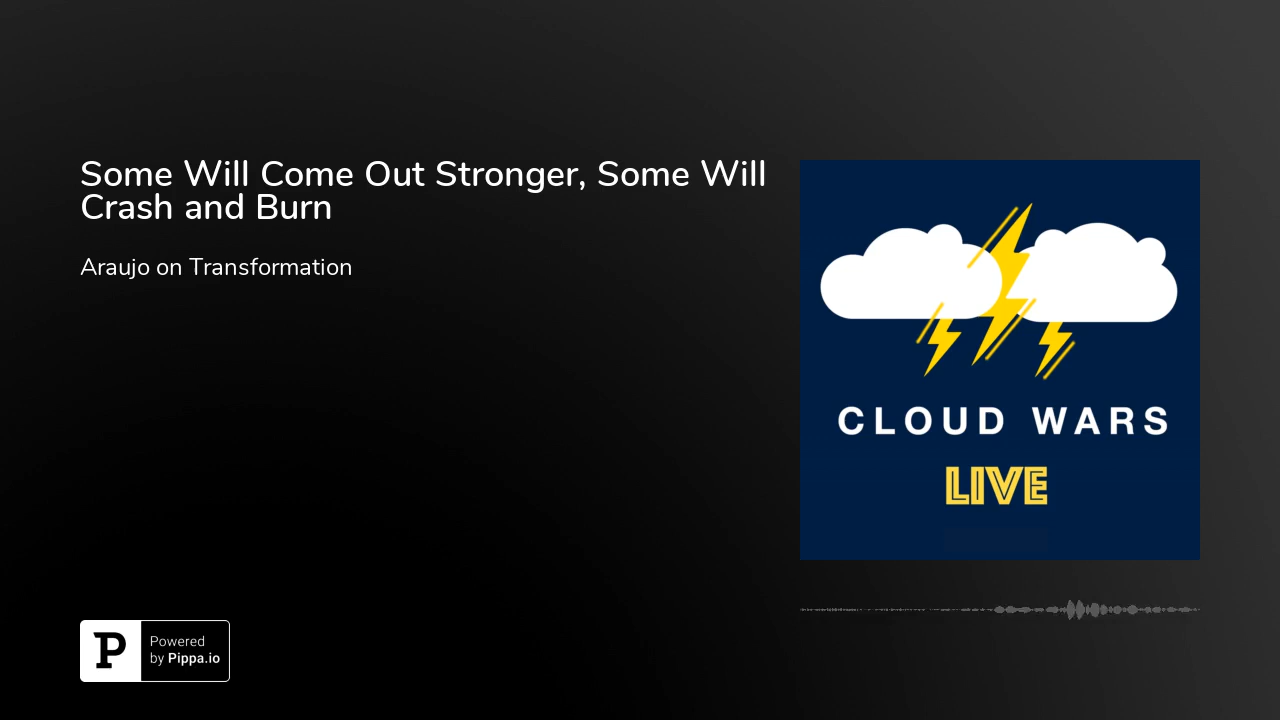 Some Will Come Out Stronger, Some Will
Crash and Burn
Araujo on Transformation
CLOUD WARS
LIVE
P
Powered
by Pippa.io